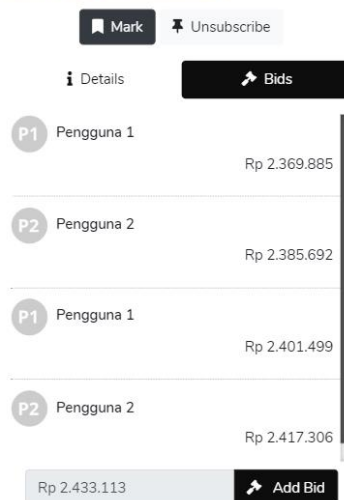 Mark Unsubscribe
Details Bids
P1 Pengguna 1
Rp 2.369.885
P2 Pengguna 2
Rp 2.385.692
P1 Pengguna 1
Rp 2.401.499
P2 Pengguna 2
Rp 2.417.306
Rp 2.433.113 Add Bid